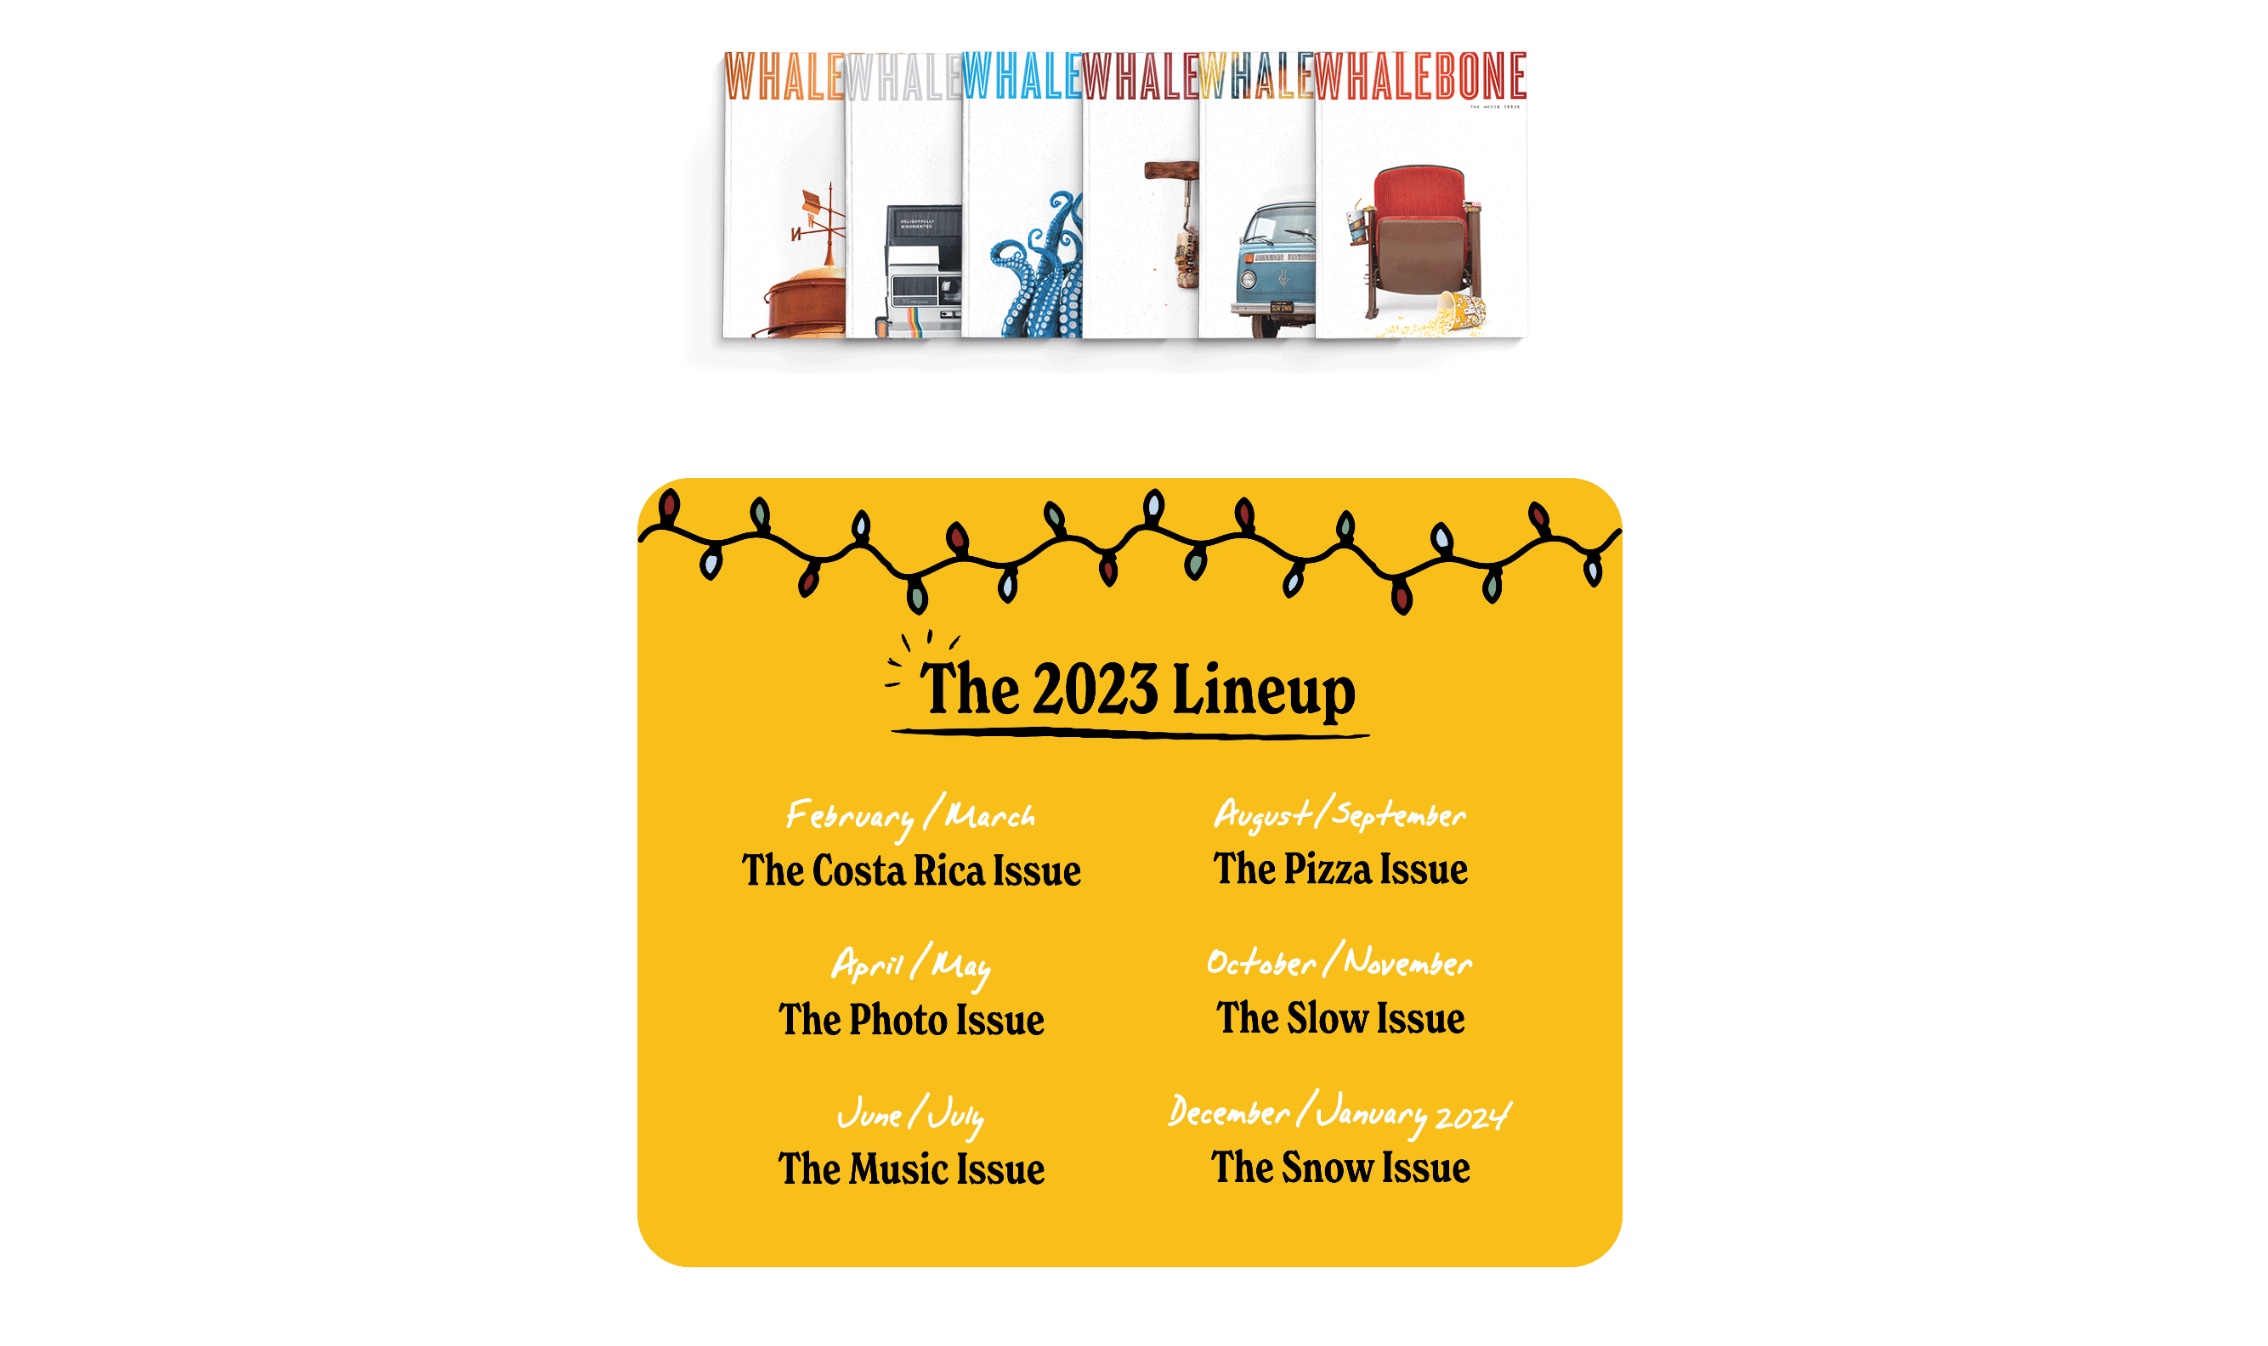 WHALE
WHALE
WHALE
WHALE
WHALE
WHALEBONE
THE MOVIE ISSUE
DELIGHTFULLY
DISORIENTED
N
The 2023 Lineup
February/March
The Costa Rica Issue
April/May
The Photo Issue
June/July
The Music Issue
August/September
The Pizza Issue
October/November
The Slow Issue
December/January 2024
The Snow Issue